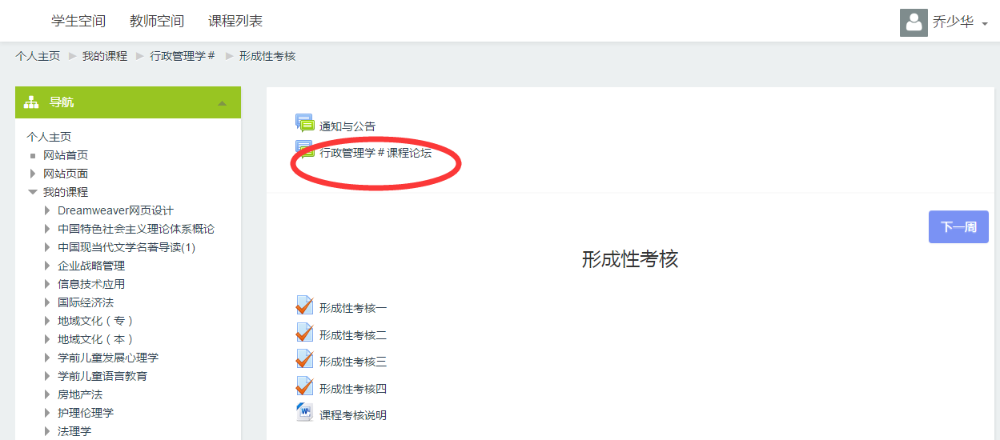 学生空间 教师空间 课程列表 乔少华
个人主页 我的课程 行政管理学＃ 形成性考核
导航
个人主页
网站首页
网站页面
我的课程
Dreamweaver网页设计
中国特色社会主义理论体系概论
中国现当代文学名著导读(1)
企业战略管理
信息技术应用
国际经济法
地域文化（专）
地域文化（本）
学前儿童发展心理学
学前儿童语言教育
房地产法
护理伦理学
法理学
通知与公告
行政管理学＃课程论坛
下一周
形成性考核
形成性考核一
形成性考核二
形成性考核三
形成性考核四
课程考核说明